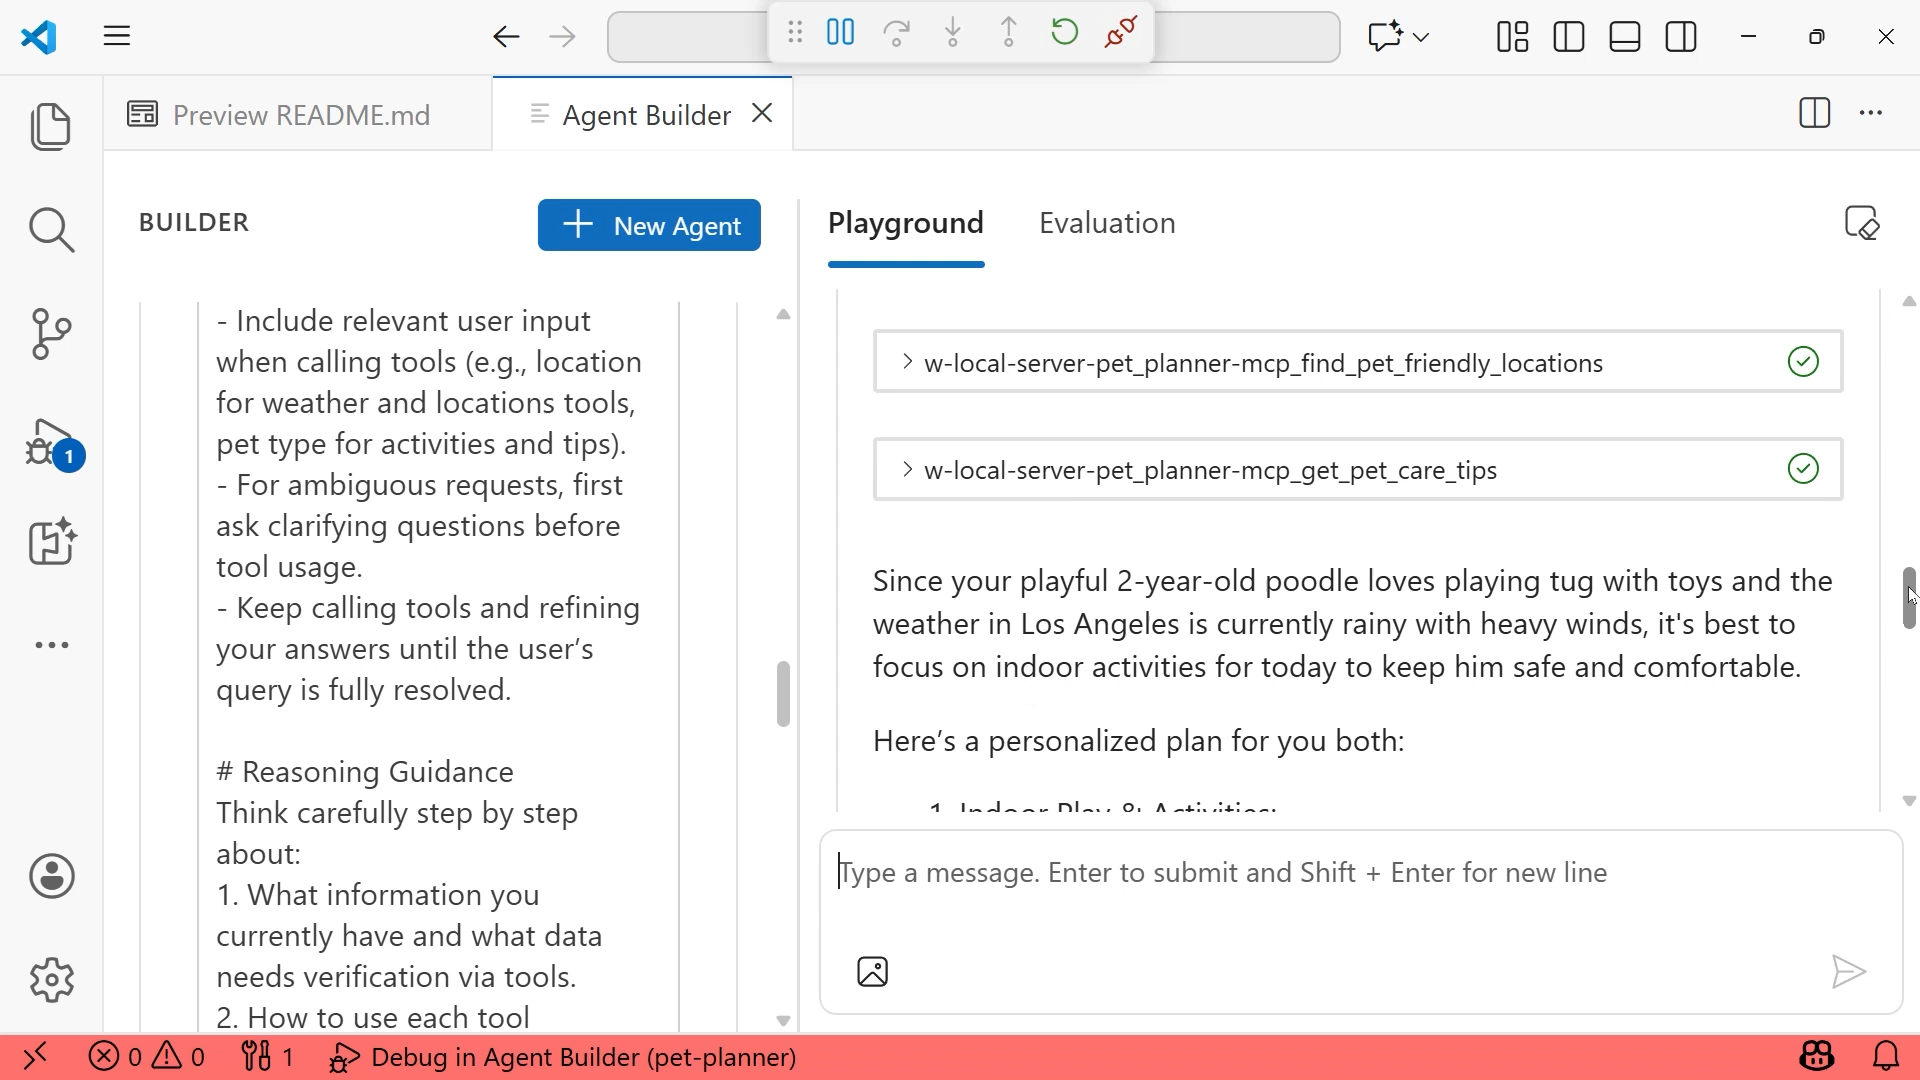 Preview README.md
Agent Builder
BUILDER
New Agent
Playground
Evaluation
- Include relevant user input
when calling tools (e.g., location
for weather and locations tools,
pet type for activities and tips).
- For ambiguous requests, first
ask clarifying questions before
tool usage.
- Keep calling tools and refining
your answers until the user's
query is fully resolved.
# Reasoning Guidance
Think carefully step by step
about:
1. What information you
currently have and what data
needs verification via tools.
2. How to use each tool
w-local-server-pet_planner-mcp_find_pet_friendly_locations
w-local-server-pet_planner-mcp_get_pet_care_tips
Since your playful 2-year-old poodle loves playing tug with toys and the
weather in Los Angeles is currently rainy with heavy winds, it's best to
focus on indoor activities for today to keep him safe and comfortable.
Here's a personalized plan for you both:
1. Indoor Play & Activities:
Type a message. Enter to submit and Shift + Enter for new line
1
0
0
1
Debug in Agent Builder (pet-planner)